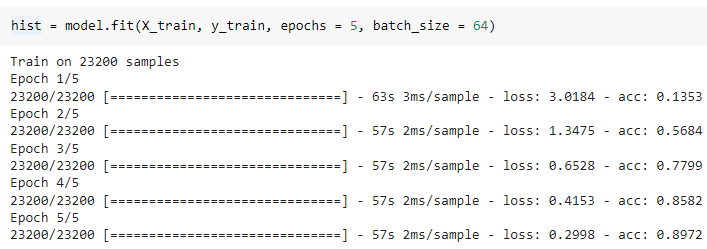 hist = model.fit(X_train, y_train, epochs = 5, batch_size = 64)
Train on 23200 samples
Epoch 1/5
23200/23200 [==============================] - 63s 3ms/sample - loss: 3.0184 - acc: 0.1353
Epoch 2/5
23200/23200 [==============================] - 57s 2ms/sample - loss: 1.3475 - acc: 0.5684
Epoch 3/5
23200/23200 [==============================] - 57s 2ms/sample - loss: 0.6528 - acc: 0.7799
Epoch 4/5
23200/23200 [==============================] - 57s 2ms/sample - loss: 0.4153 - acc: 0.8582
Epoch 5/5
23200/23200 [==============================] - 57s 2ms/sample - loss: 0.2998 - acc: 0.8972